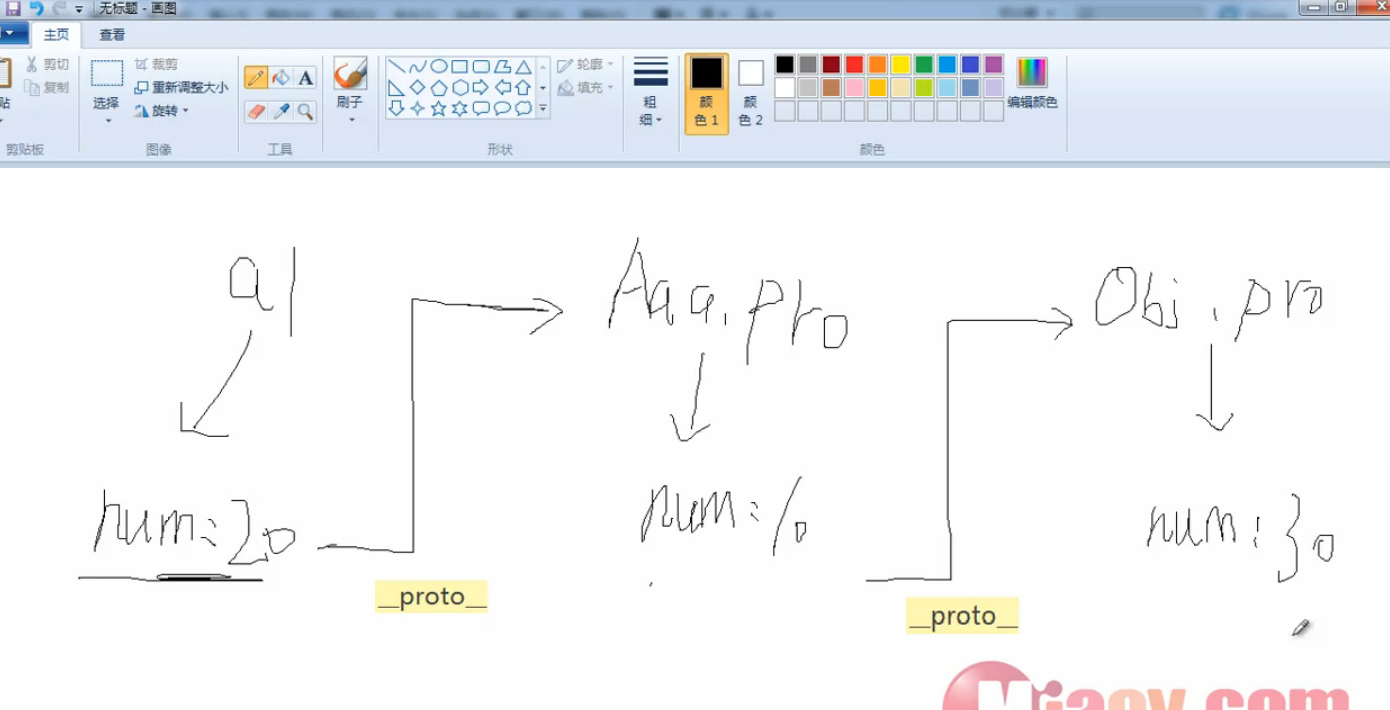 无标题 - 画图
主页 查看
剪切
复制
贴
剪贴板
选择
裁剪
重新调整大小
旋转
图像
A
工具
刷子
轮廓
填充
形状
粗细
颜色 1
颜色 2
编辑颜色
颜色
a1
Aaa.pro
Obj.pro
num=20
num:10
num:30
__proto__
__proto__
Miaov.com